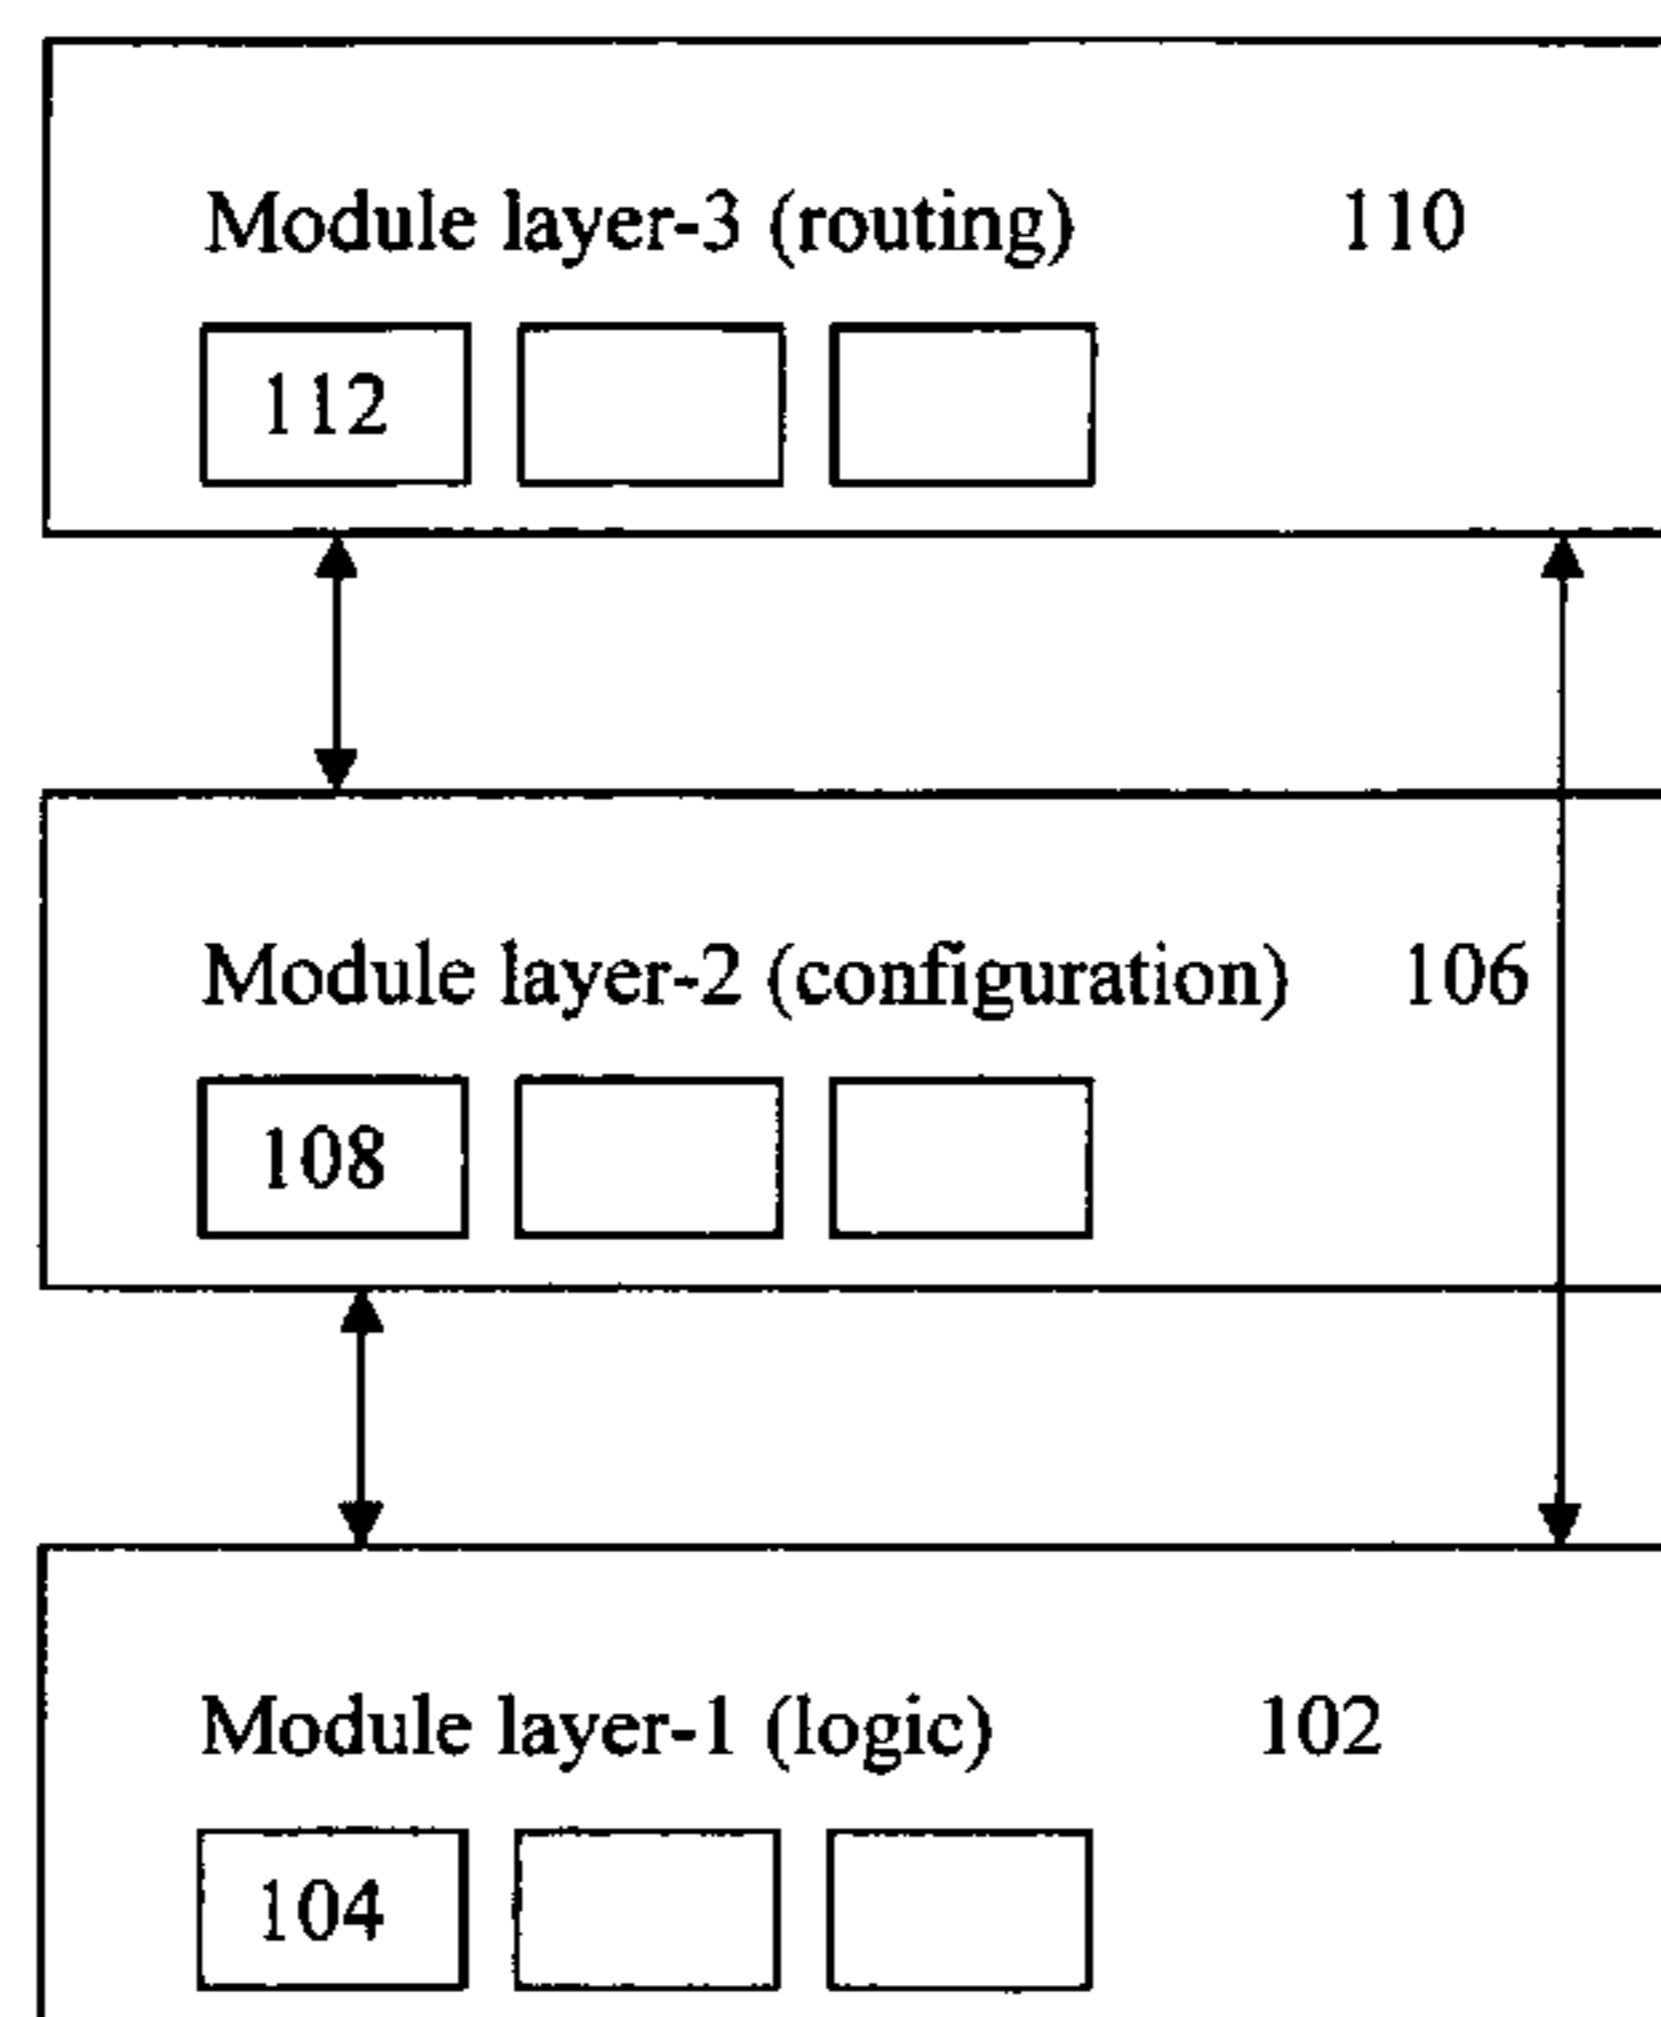 Module layer-3 (routing) 110
112
Module layer-2 (configuration) 106
108
Module layer-1 (logic) 102
104